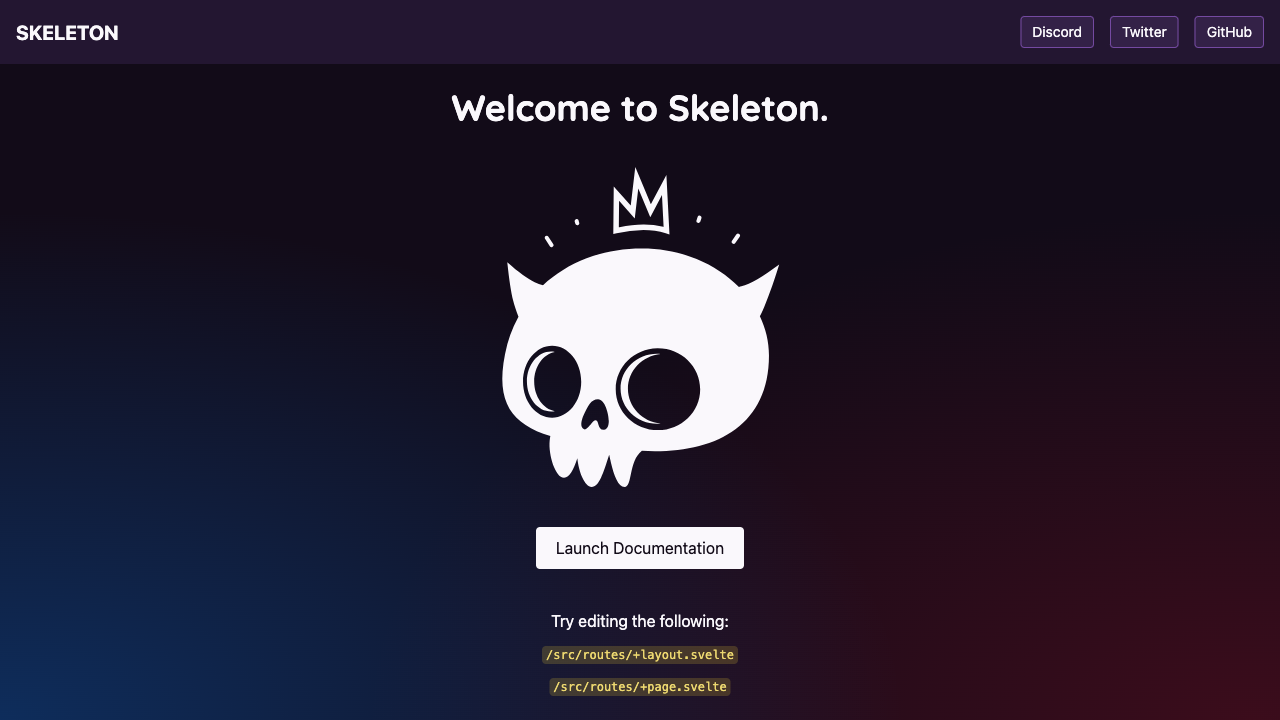 SKELETON
Discord
Twitter
GitHub
Welcome to Skeleton.
Launch Documentation
Try editing the following:
/src/routes/+layout.svelte
/src/routes/+page.svelte